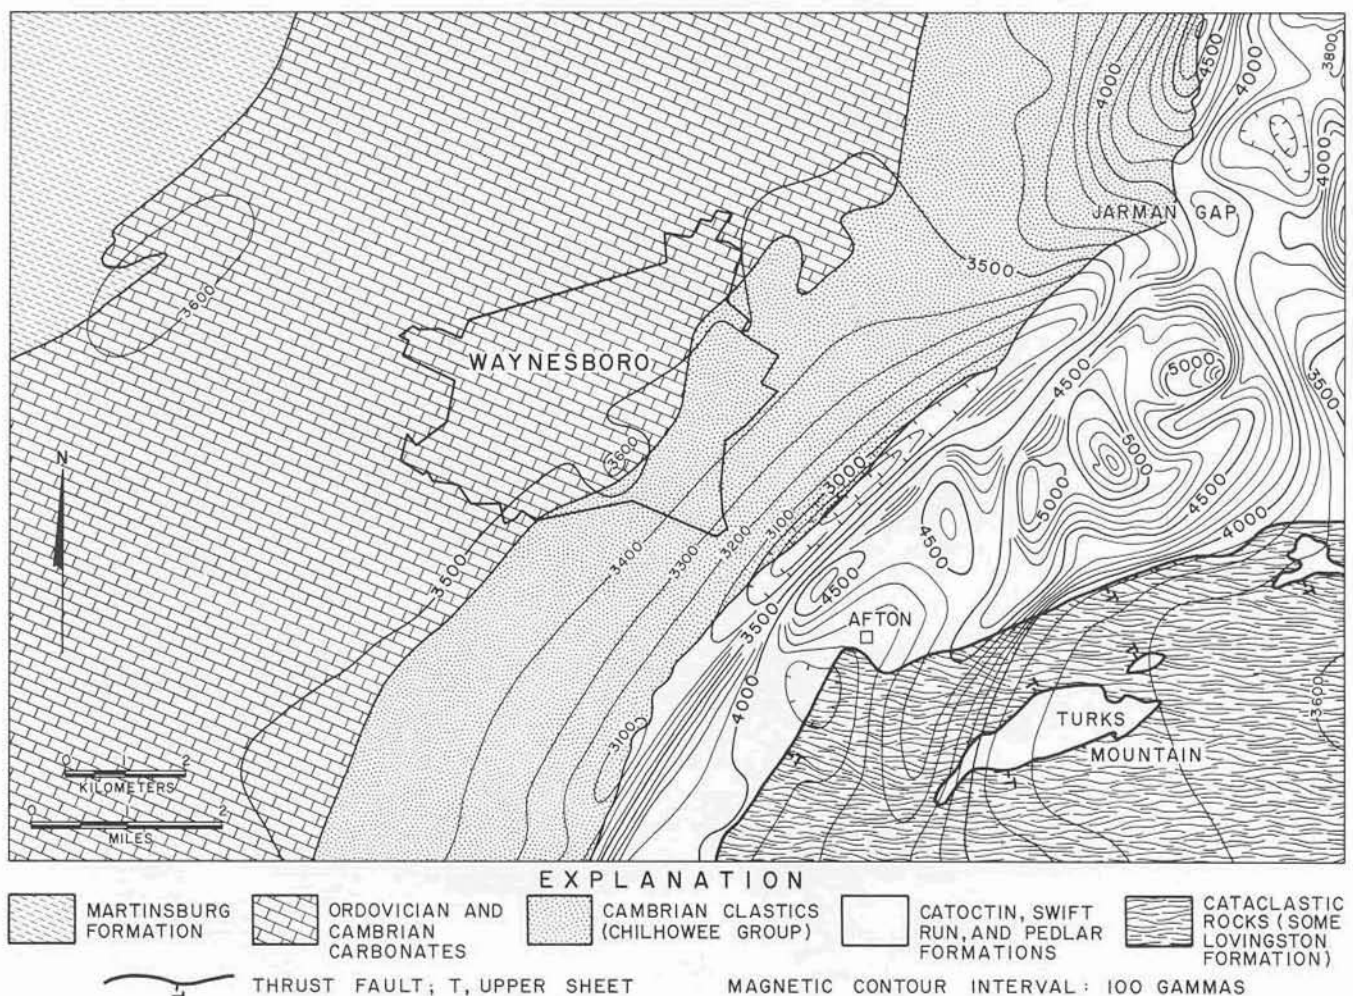 4500
4000
3800
4000
4000
JARMAN GAP
3500
3600
WAYNESBORO
5000
4500
3500
3600
3000
5000
5000
4500
4500
4000
N
3400
3300
3200
3100
4500
3500
3500
AFTON
4000
3100
TURKS
MOUNTAIN
3600
0 1 2
KILOMETERS
0 1 2
MILES
EXPLANATION
MARTINSBURG
FORMATION
ORDOVICIAN AND
CAMBRIAN
CARBONATES
CAMBRIAN CLASTICS
(CHILHOWEE GROUP)
CATOCTIN, SWIFT
RUN, AND PEDLAR
FORMATIONS
CATACLASTIC
ROCKS (SOME
LOVINGSTON
FORMATION)
T
THRUST FAULT; T, UPPER SHEET
MAGNETIC CONTOUR INTERVAL: 100 GAMMAS